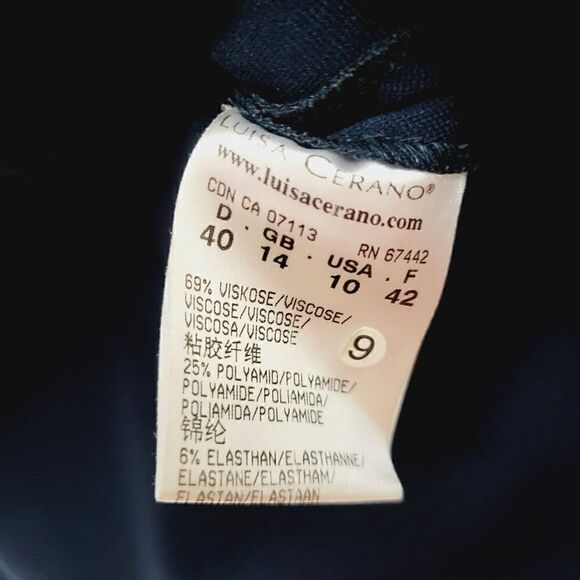 LUISA CERANO®
www.luisacerano.com
CDN CA 07113 RN 67442
D · GB · USA · F
40 14 10 42
69% VISKOSE/VISCOSE/
VISCOSE/VISCOSE/
VISCOSA/VISCOSE
粘胶纤维
9
25% POLYAMID/POLYAMIDE/
POLYAMIDE/POLIAMIDA/
POLIAMIDA/POLYAMIDE
锦纶
6% ELASTHAN/ELASTHANNE/
ELASTANE/ELASTHAM/
ELASTAN/ELASTAAN